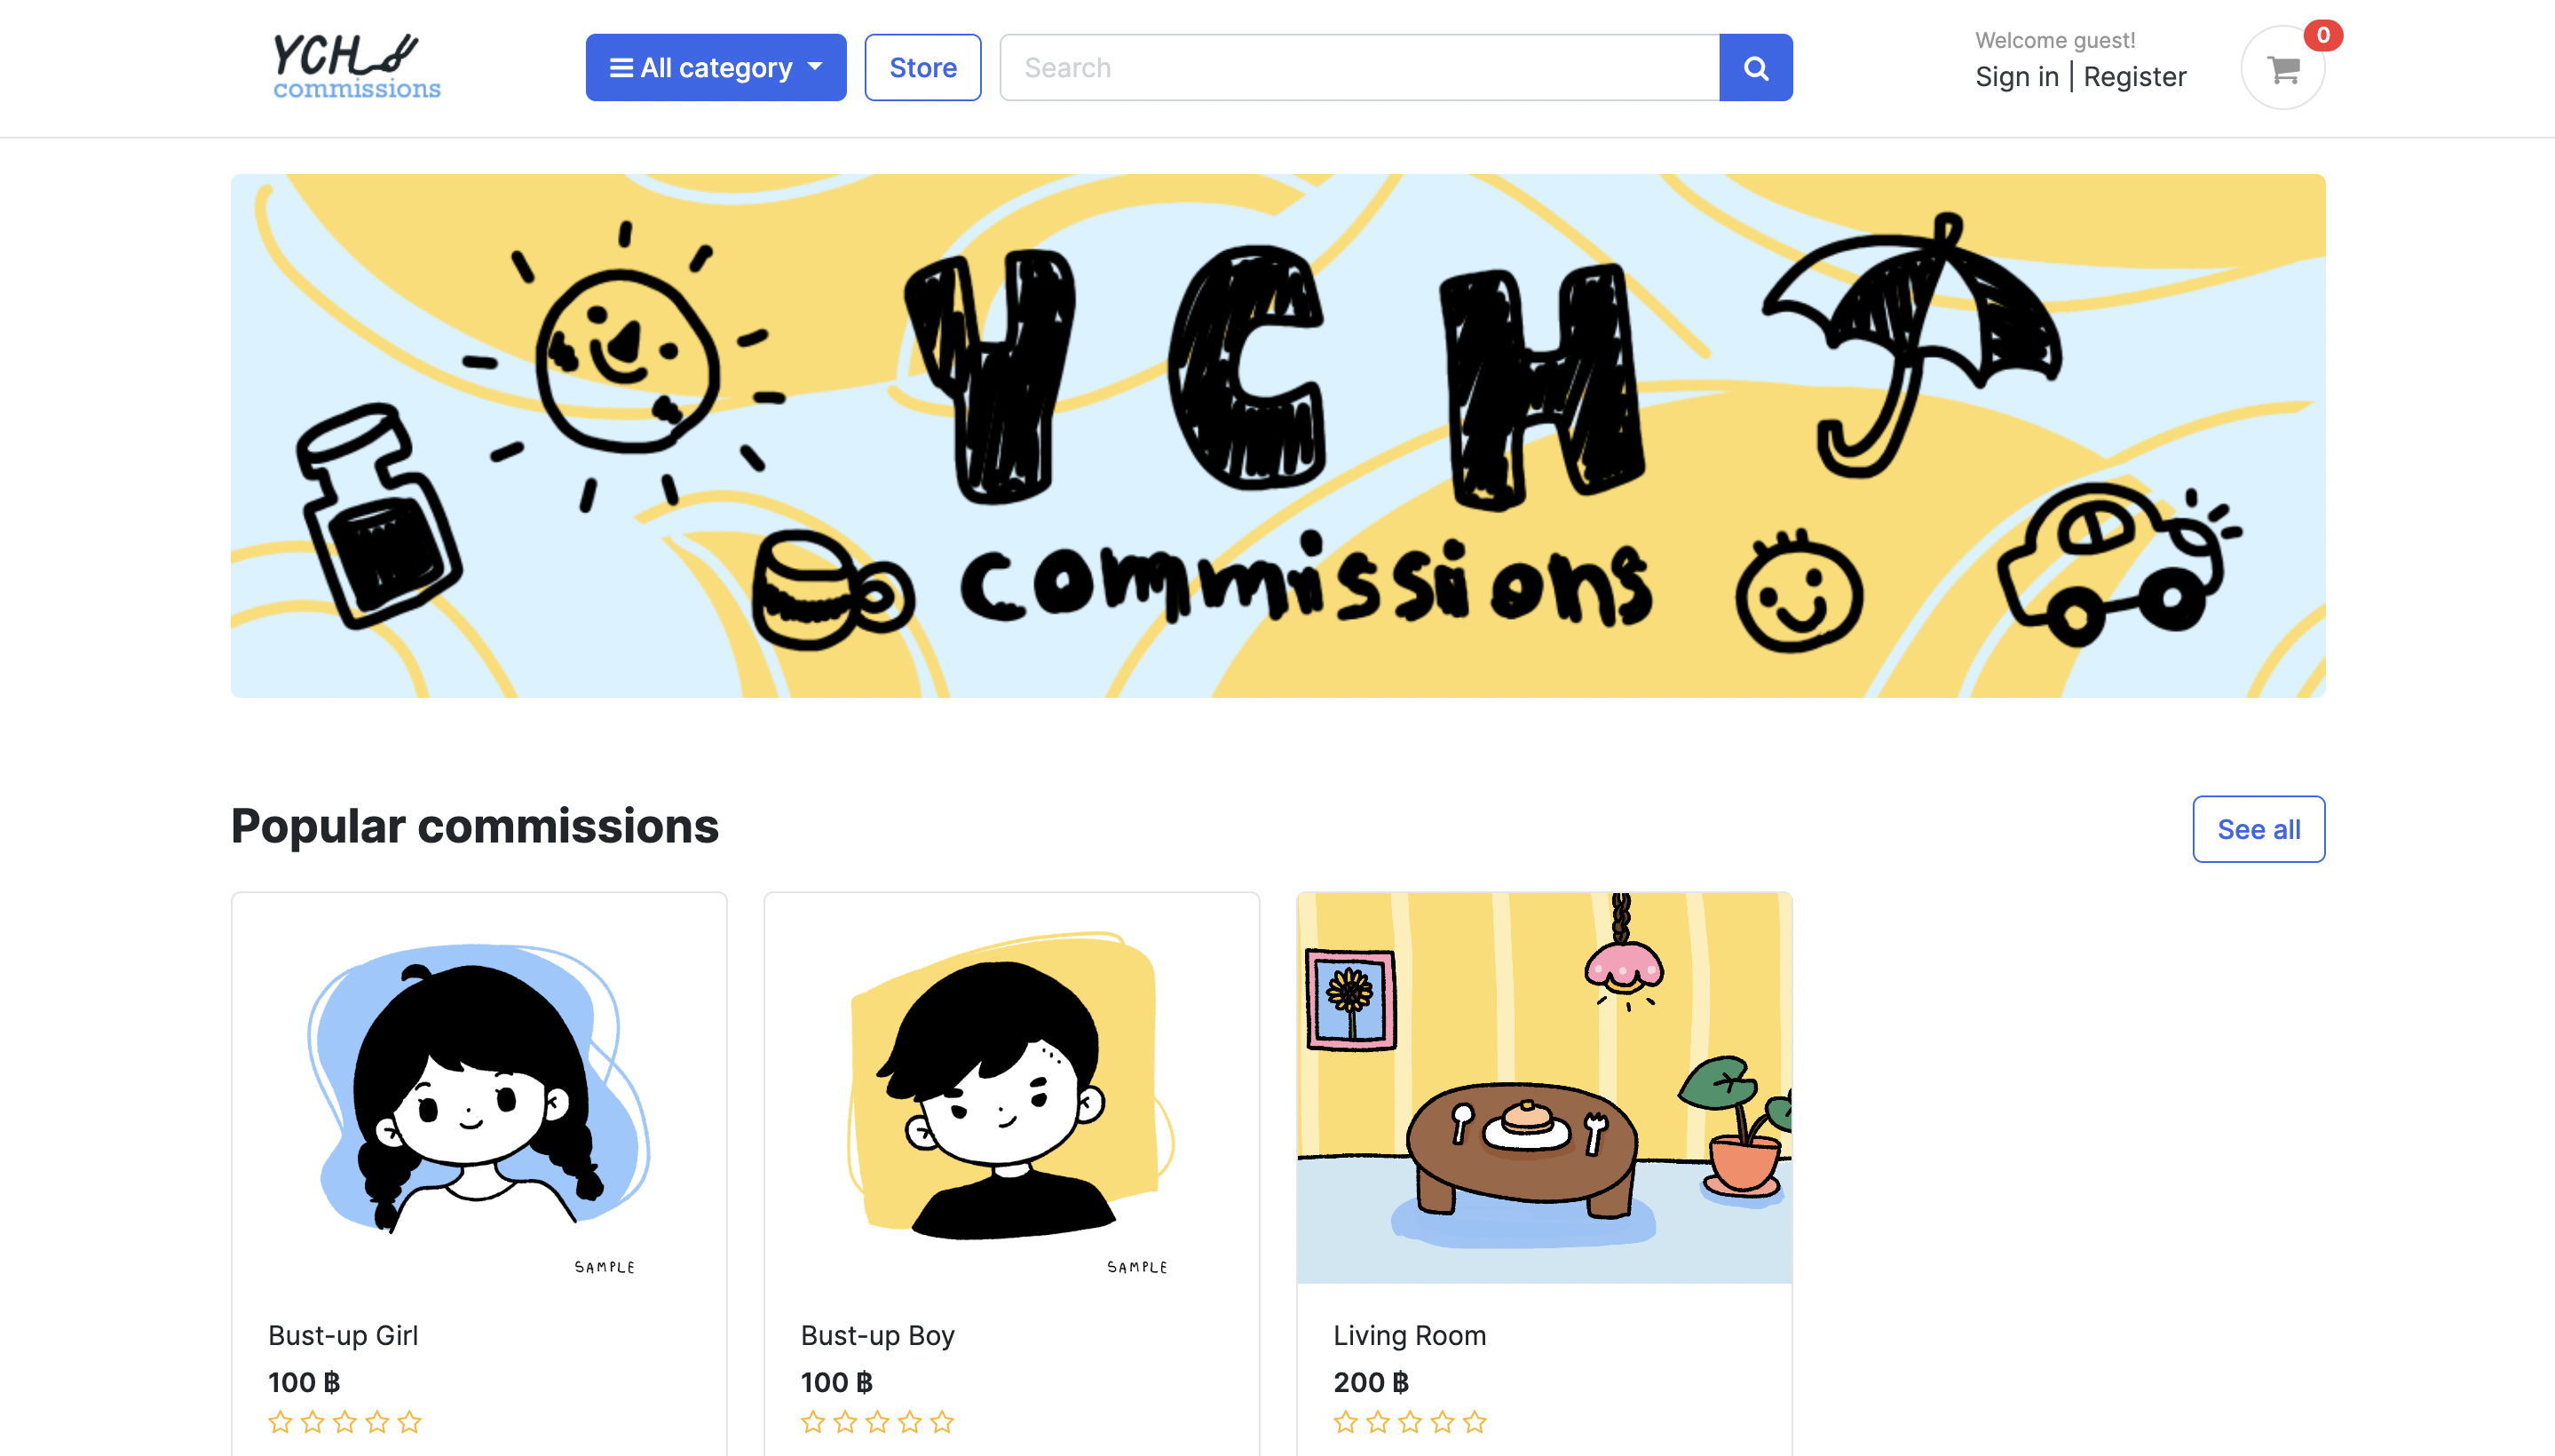 YCH
commissions
All category
Store
Search
Welcome guest!
Sign in | Register
0
YCH
commissions
Popular commissions
See all
SAMPLE
SAMPLE
Bust-up Girl
100 ฿
Bust-up Boy
100 ฿
Living Room
200 ฿